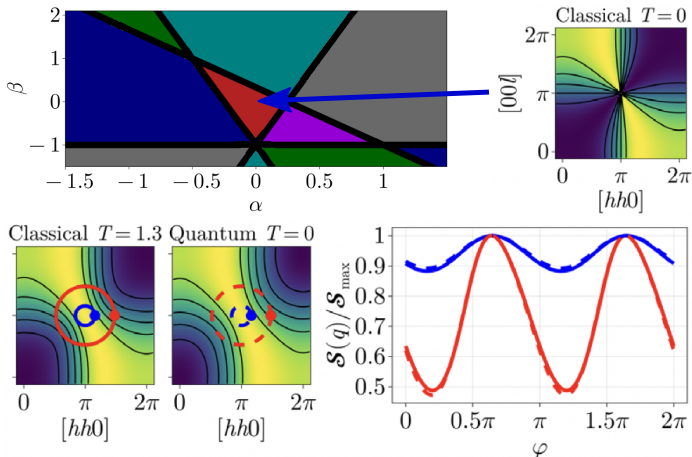 2
1
0
−1
β
−1.5
−1
−0.5
0
0.5
1
α
Classical T = 0
2π
π
0
[00l]
0
π
2π
[hh0]
Classical T = 1.3
Quantum T = 0
0
π
2π
[hh0]
0
π
2π
[hh0]
1
0.9
0.8
0.7
0.6
0.5
𝓢(q)/𝓢max
0
0.5π
π
1.5π
2π
φ